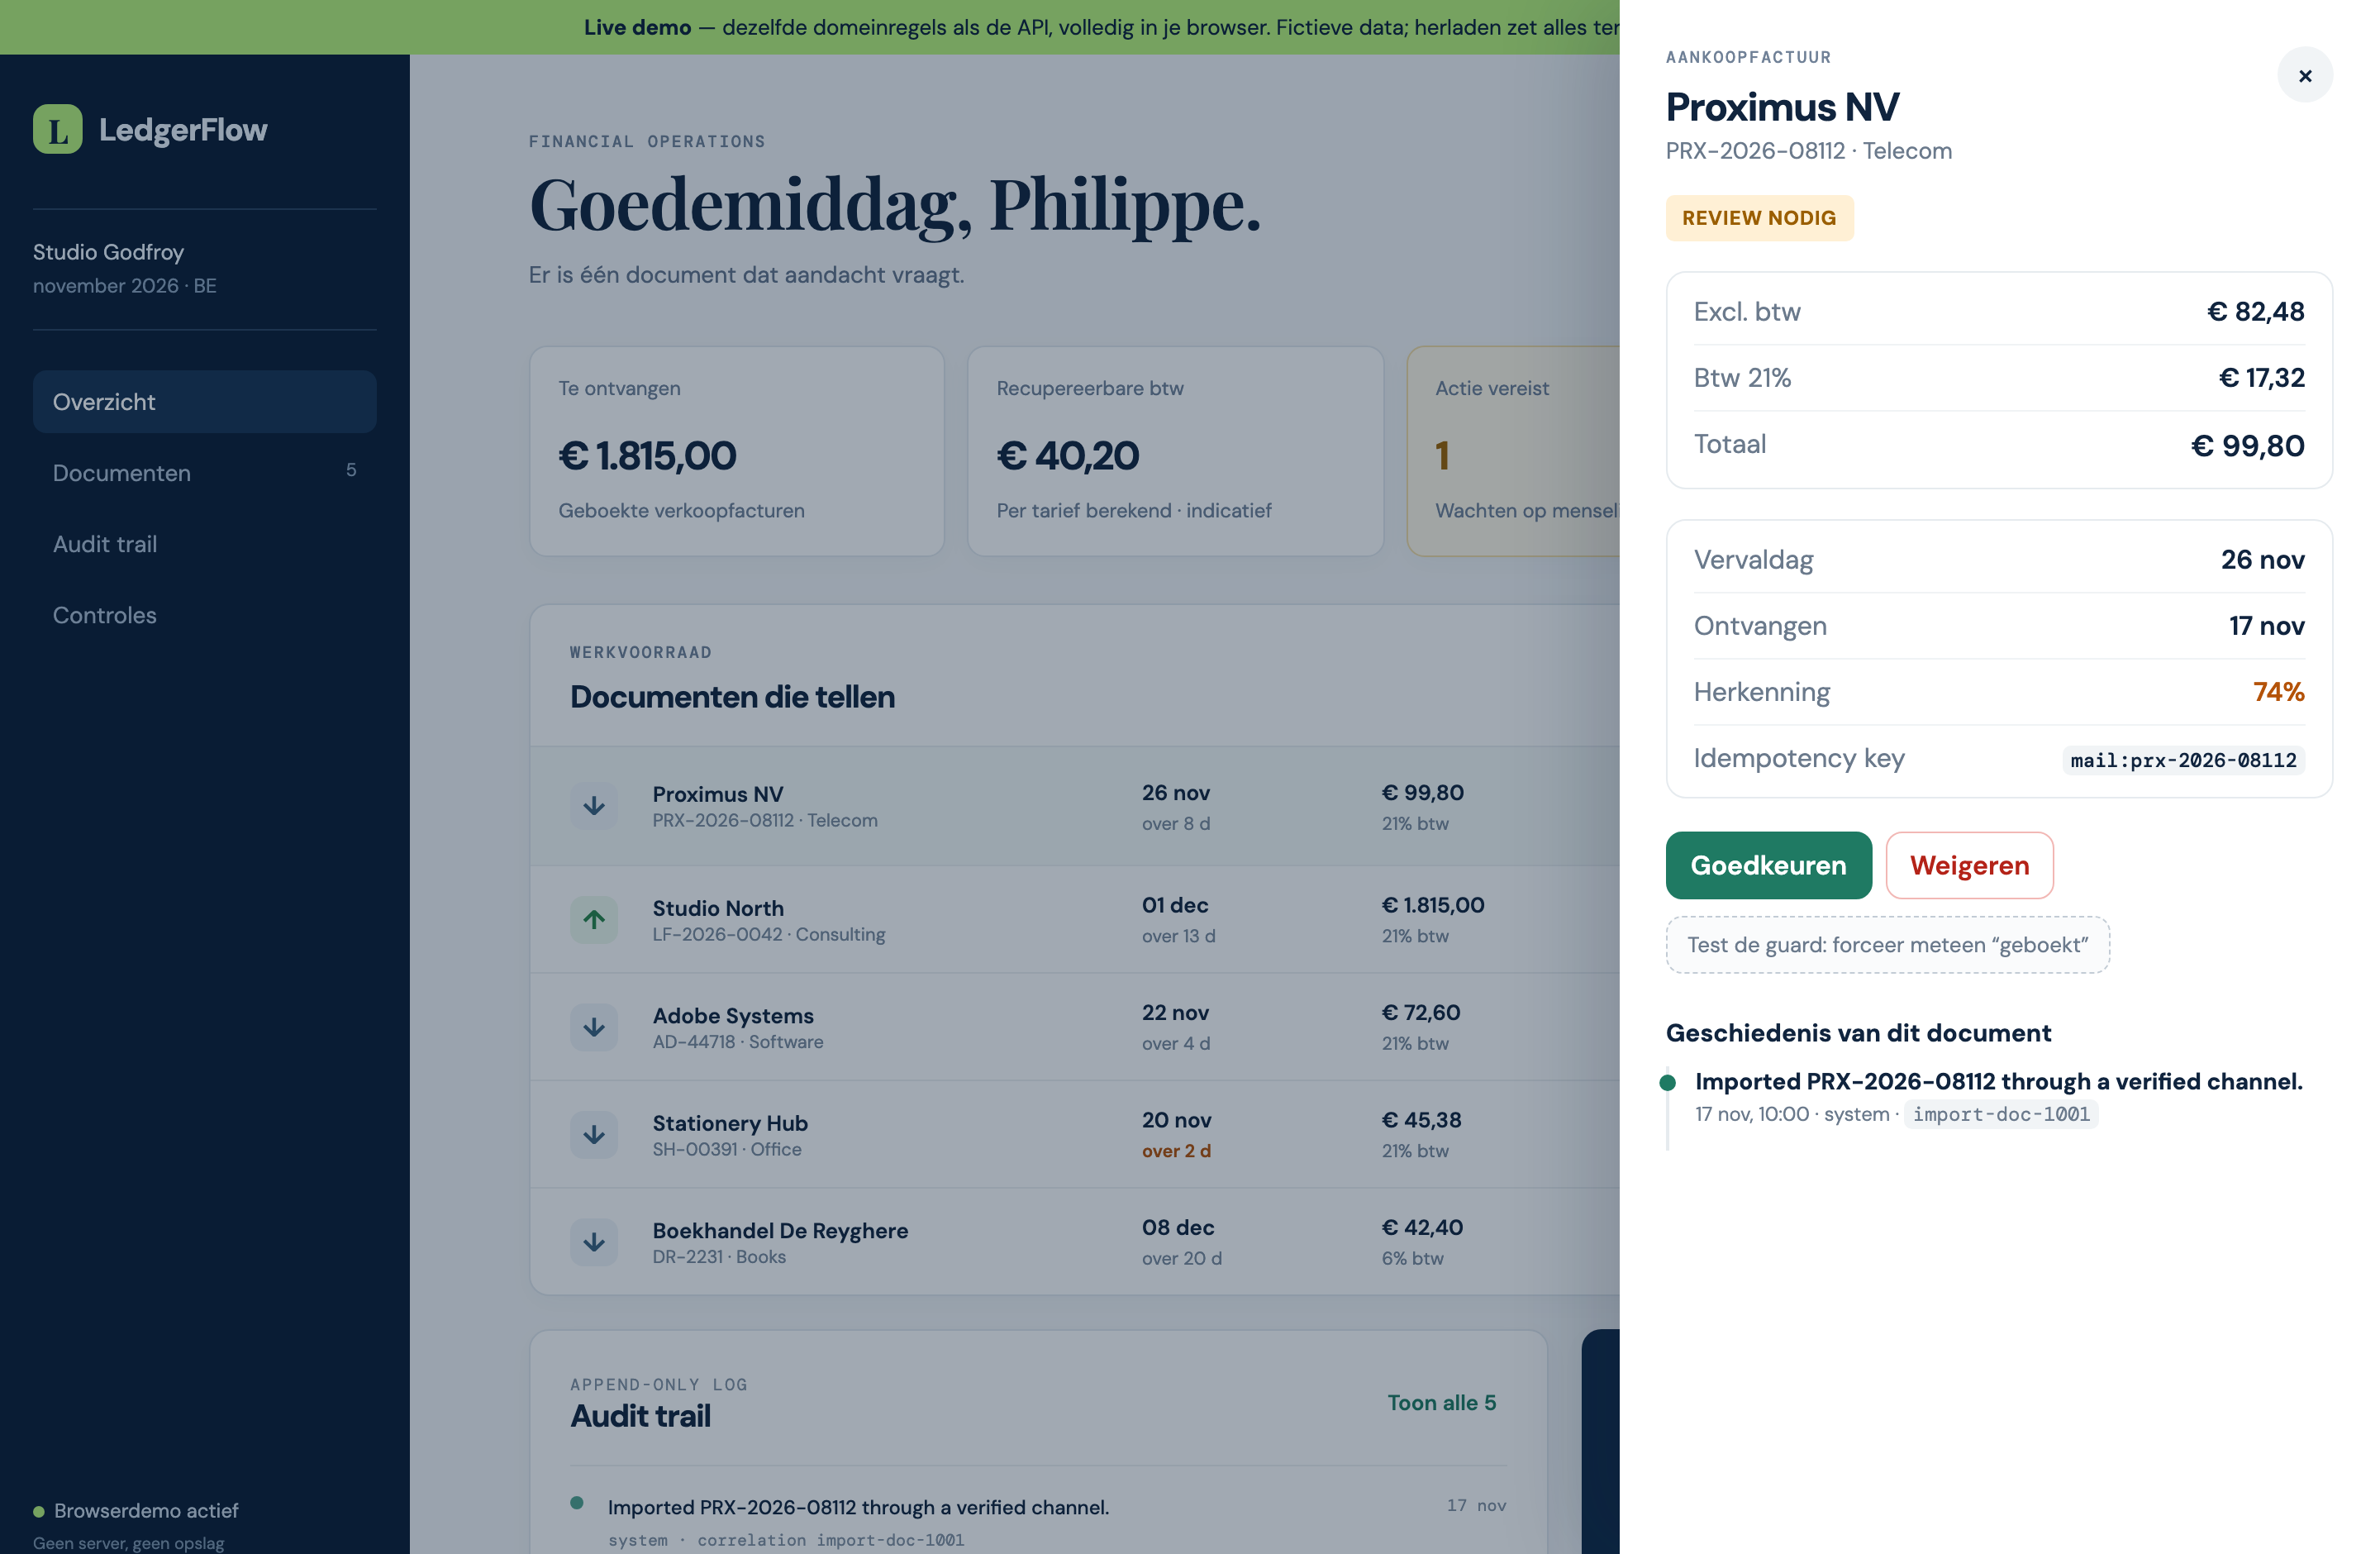 Live demo — dezelfde domeinregels als de API, volledig in je browser. Fictieve data; herladen zet alles
L LedgerFlow
Studio Godfroy
november 2026 · BE
Overzicht
Documenten 5
Audit trail
Controles
Browserdemo actief
Geen server, geen opslag
FINANCIAL OPERATIONS
Goedemiddag, Philippe.
Er is één document dat aandacht vraagt.
Te ontvangen
€ 1.815,00
Geboekte verkoopfacturen
Recupereerbare btw
€ 40,20
Per tarief berekend · indicatief
Actie vereist
1
Wachten op
WERKVOORRAAD
Documenten die tellen
Proximus NV 26 nov € 99,80
PRX-2026-08112 · Telecom over 8 d 21% btw
Studio North 01 dec € 1.815,00
LF-2026-0042 · Consulting over 13 d 21% btw
Adobe Systems 22 nov € 72,60
AD-44718 · Software over 4 d 21% btw
Stationery Hub 20 nov € 45,38
SH-00391 · Office over 2 d 21% btw
Boekhandel De Reyghere 08 dec € 42,40
DR-2231 · Books over 20 d 6% btw
APPEND-ONLY LOG
Audit trail
Toon alle 5
Imported PRX-2026-08112 through a verified channel. 17 nov
system · correlation import-doc-1001
AANKOOPFACTUUR
×
Proximus NV
PRX-2026-08112 · Telecom
REVIEW NODIG
Excl. btw € 82,48
Btw 21% € 17,32
Totaal € 99,80
Vervaldag 26 nov
Ontvangen 17 nov
Herkenning 74%
Idempotency key mail:prx-2026-08112
Goedkeuren Weigeren
Test de guard: forceer meteen “geboekt”
Geschiedenis van dit document
Imported PRX-2026-08112 through a verified channel.
17 nov, 10:00 · system · import-doc-1001